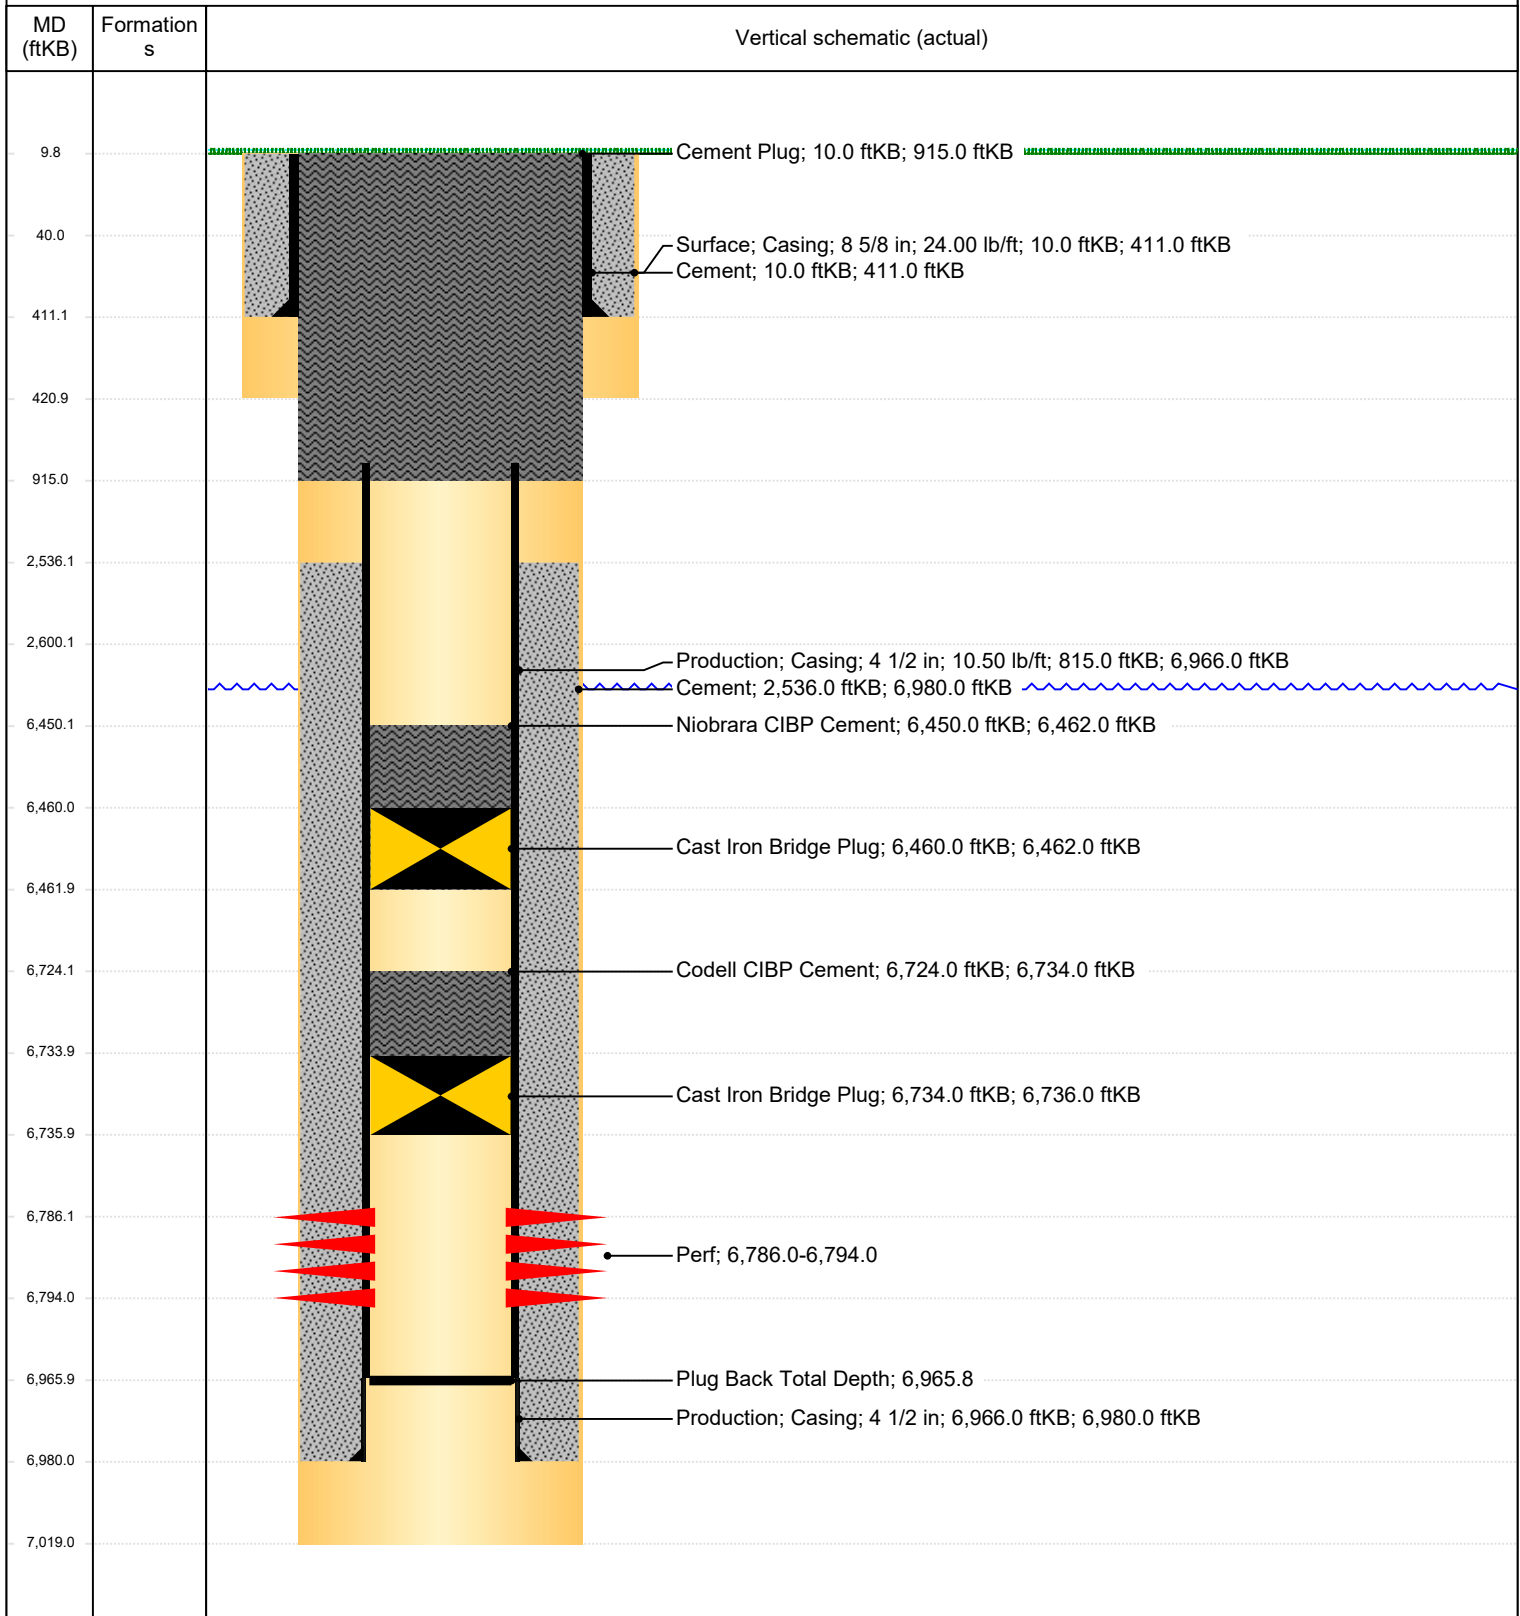 MD
(ftKB)
Formation
s
Vertical schematic (actual)
9.8
Cement Plug; 10.0 ftKB; 915.0 ftKB
40.0
Surface; Casing; 8 5/8 in; 24.00 lb/ft; 10.0 ftKB; 411.0 ftKB
Cement; 10.0 ftKB; 411.0 ftKB
411.1
420.9
915.0
2,536.1
2,600.1
Production; Casing; 4 1/2 in; 10.50 lb/ft; 815.0 ftKB; 6,966.0 ftKB
Cement; 2,536.0 ftKB; 6,980.0 ftKB
6,450.1
Niobrara CIBP Cement; 6,450.0 ftKB; 6,462.0 ftKB
6,460.0
Cast Iron Bridge Plug; 6,460.0 ftKB; 6,462.0 ftKB
6,461.9
6,724.1
Codell CIBP Cement; 6,724.0 ftKB; 6,734.0 ftKB
6,733.9
Cast Iron Bridge Plug; 6,734.0 ftKB; 6,736.0 ftKB
6,735.9
6,786.1
Perf; 6,786.0-6,794.0
6,794.0
6,965.9
Plug Back Total Depth; 6,965.8
Production; Casing; 4 1/2 in; 6,966.0 ftKB; 6,980.0 ftKB
6,980.0
7,019.0